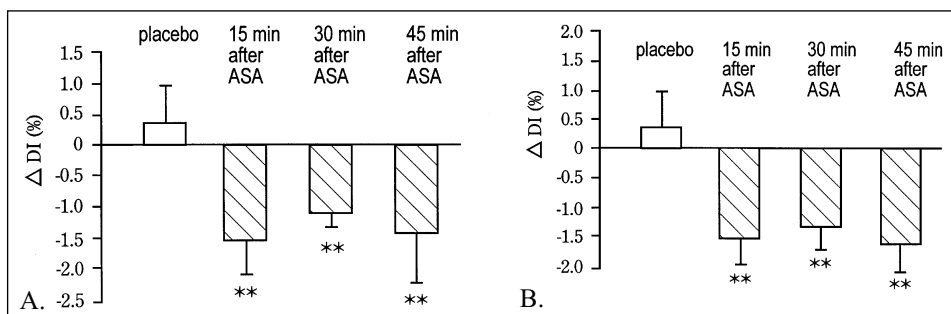 placebo
15 min
after
ASA
30 min
after
ASA
45 min
after
ASA
1.5
1.0
0.5
0
-0.5
-1.0
-1.5
-2.0
-2.5
△ DI (%)
**
**
**
A.
placebo
15 min
after
ASA
30 min
after
ASA
45 min
after
ASA
2.0
1.5
1.0
0.5
0
-0.5
-1.0
-1.5
-2.0
△ DI (%)
**
**
**
B.